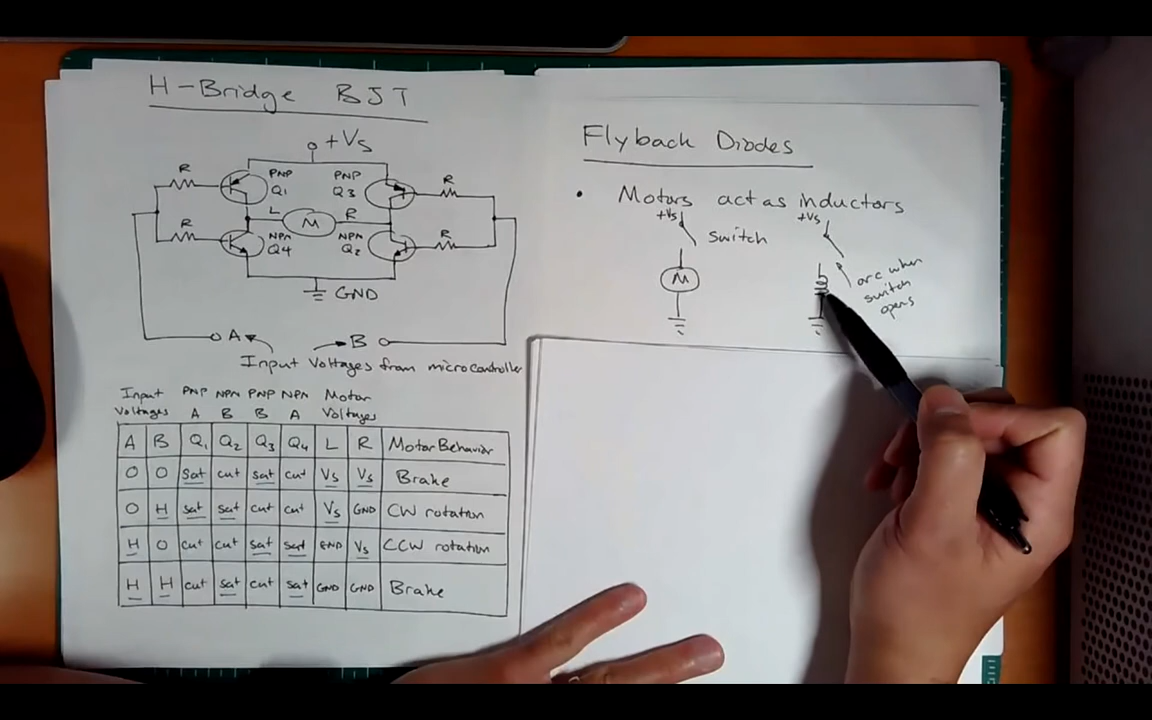 H-Bridge BJT
+Vs
R PNP Q1 PNP Q3 R
L M R
R NPN Q4 NPN Q2 R
GND
A B
Input Voltages from microcontroller
Input Voltages PNP A NPN B PNP B NPN A Motor Voltages
A B Q1 Q2 Q3 Q4 L R Motor Behavior
0 0 sat cut sat cut Vs Vs Brake
0 H sat sat cut cut Vs GND CW rotation
H 0 cut cut sat sat GND Vs CCW rotation
H H cut sat cut sat GND GND Brake
Flyback Diodes
• Motors act as inductors
+Vs
switch
M
+Vs
arc when
switch
opens